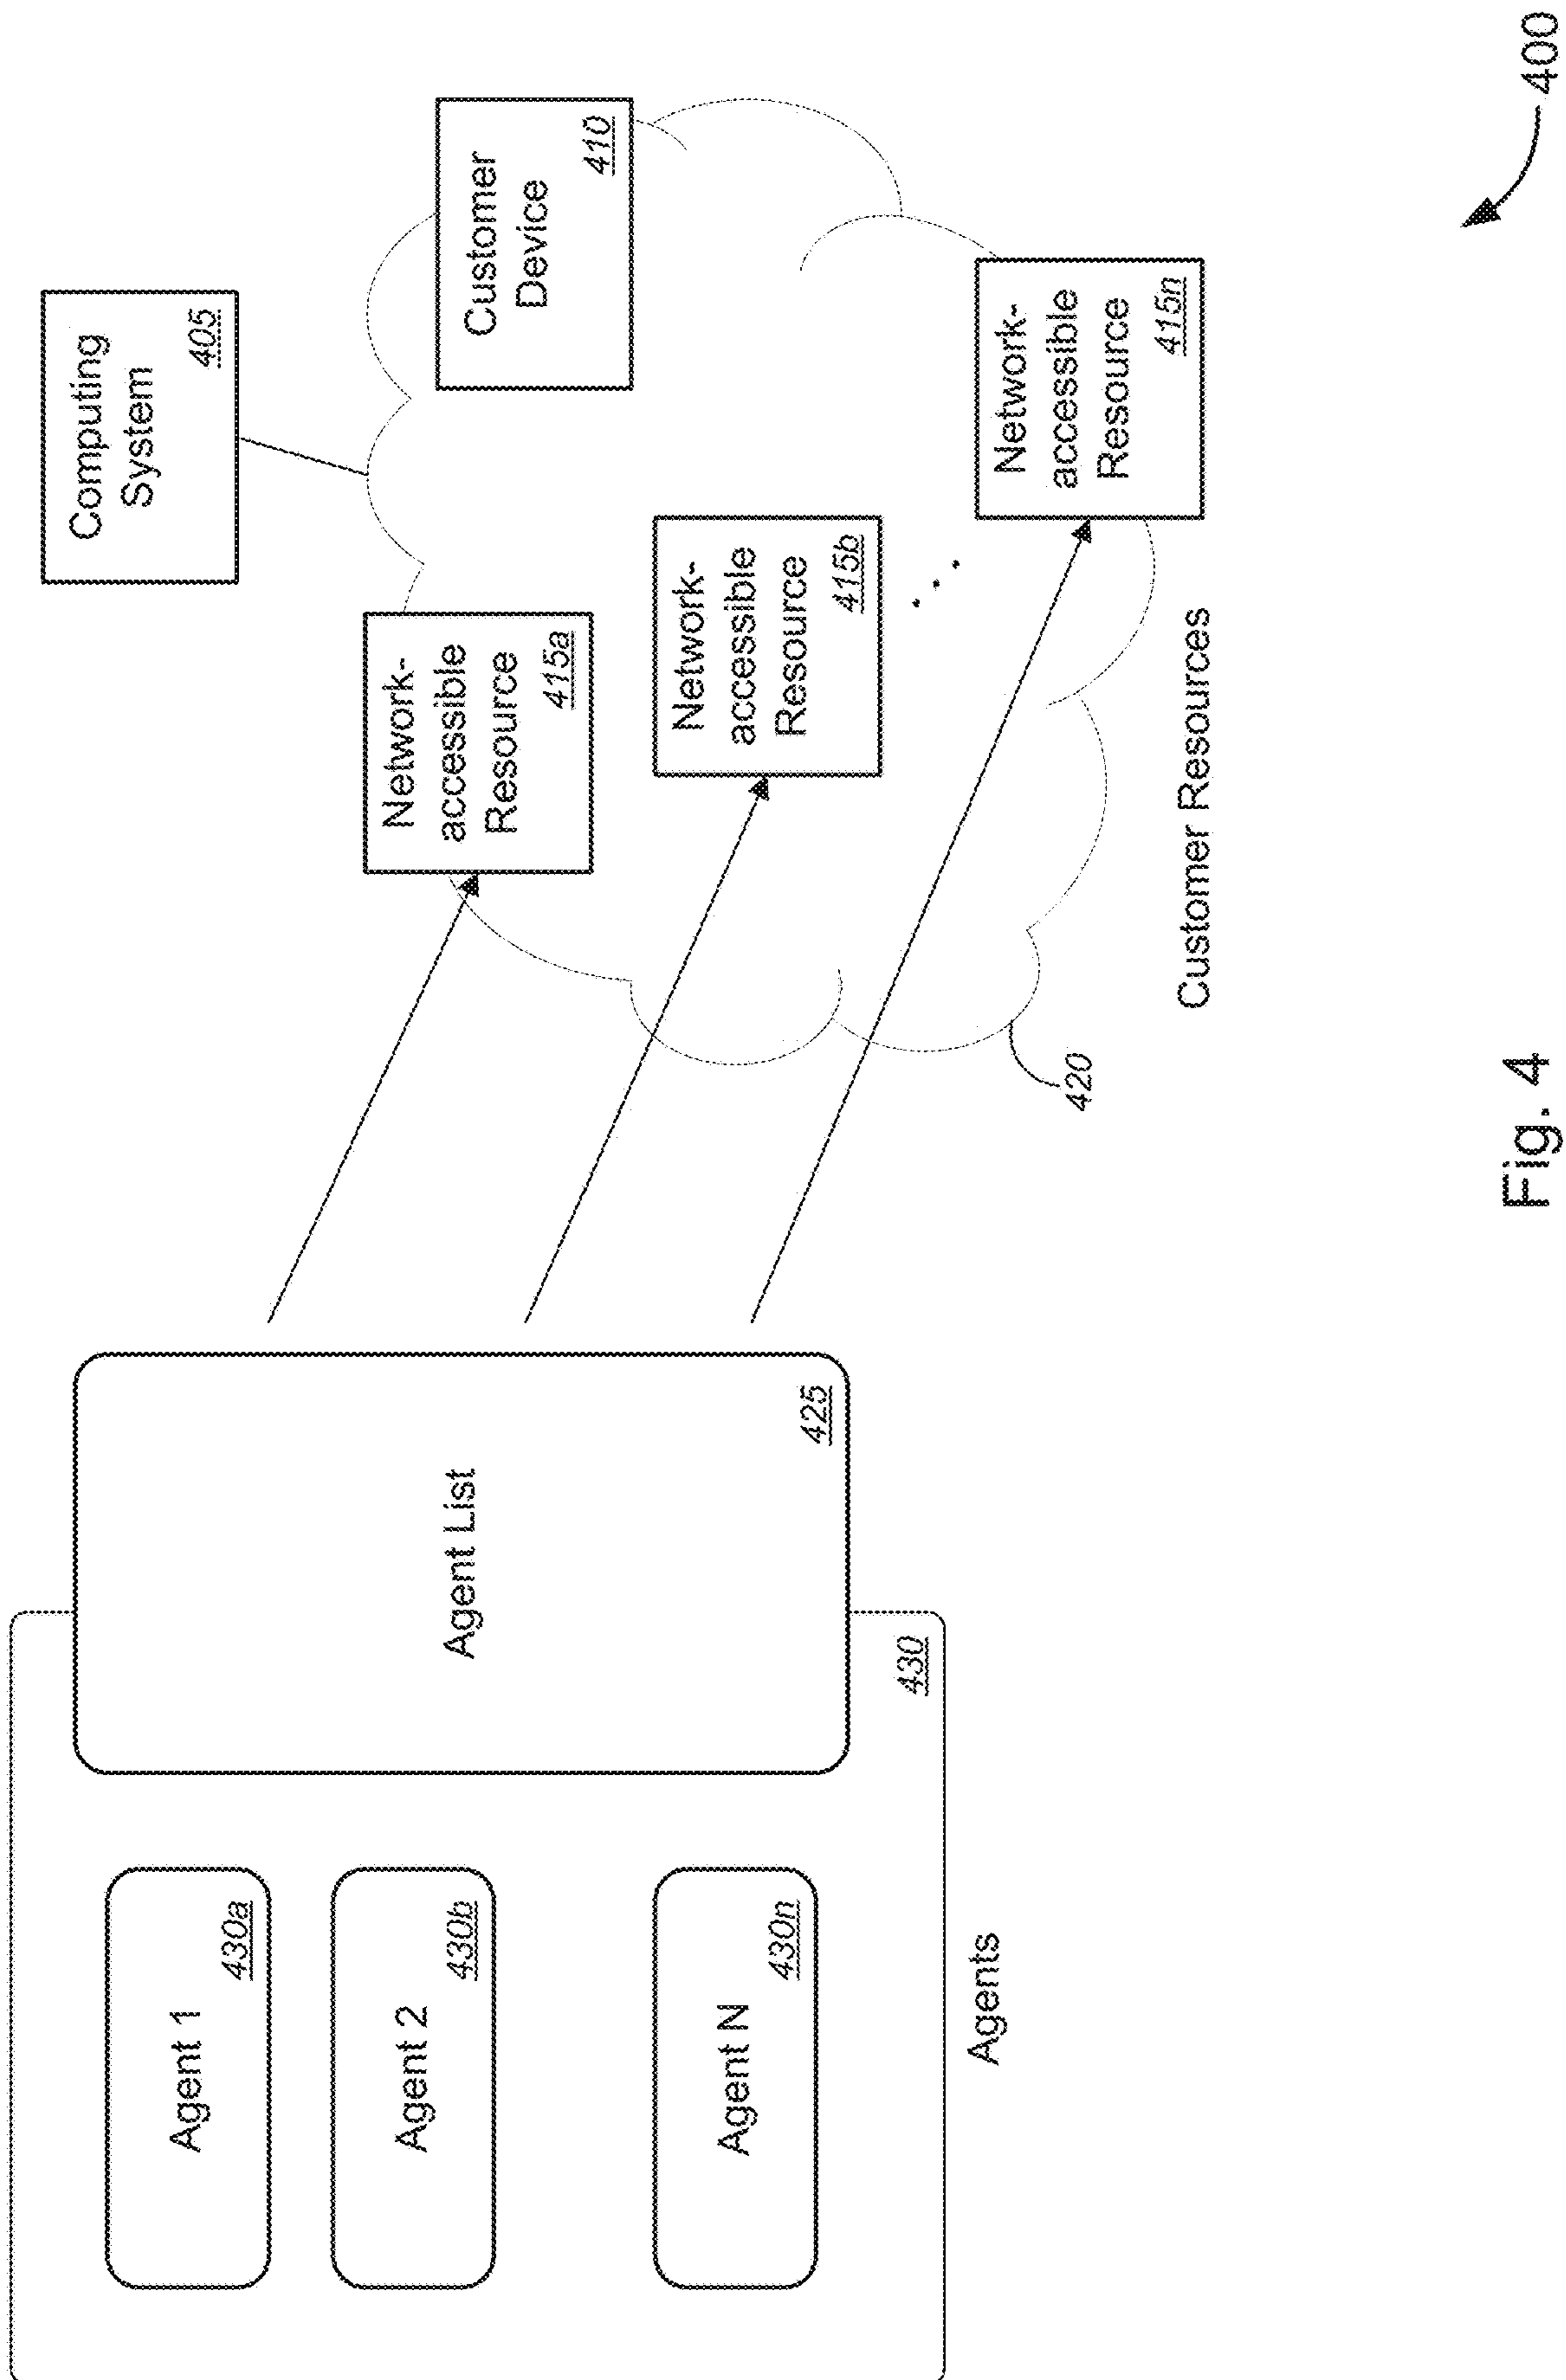 Agent 1
430a
Agent 2
430b
Agent N
430n
430
Agents
Agent List
425
Computing
System
405
Network-
accessible
Resource
415a
Customer
Device
410
Network-
accessible
Resource
415b
Network-
accessible
Resource
415n
420
Customer Resources
400
Fig. 4